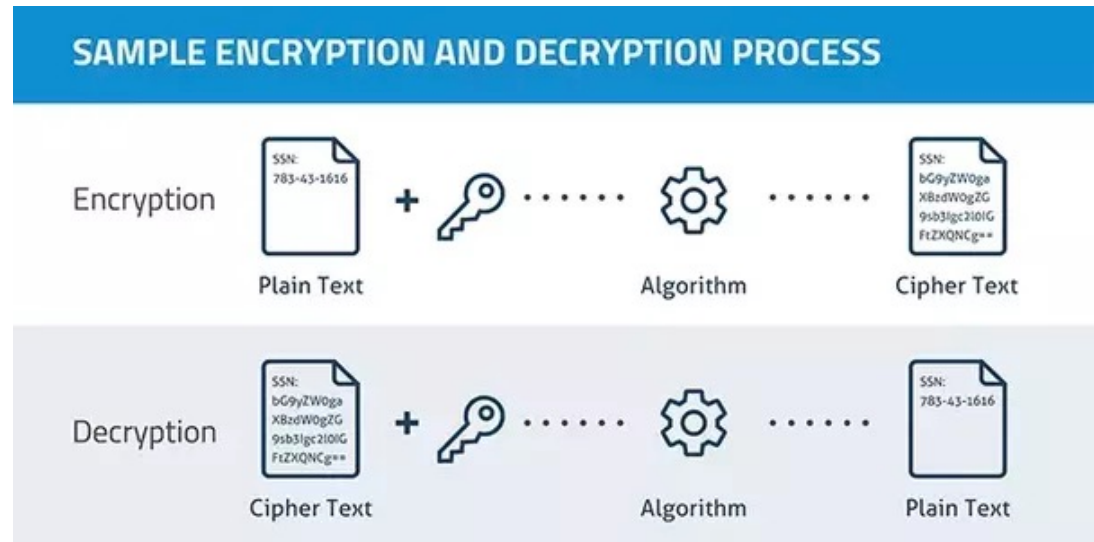 SAMPLE ENCRYPTION AND DECRYPTION PROCESS
Encryption
SSN:
783-43-1616
+
Plain Text
Algorithm
SSN:
bG9yZW0ga
XBzdW0gZG
9sb3Igc2l0IG
FtZXQNCg==
Cipher Text
Decryption
SSN:
bG9yZW0ga
XBzdW0gZG
9sb3Igc2l0IG
FtZXQNCg==
+
Cipher Text
Algorithm
SSN:
783-43-1616
Plain Text